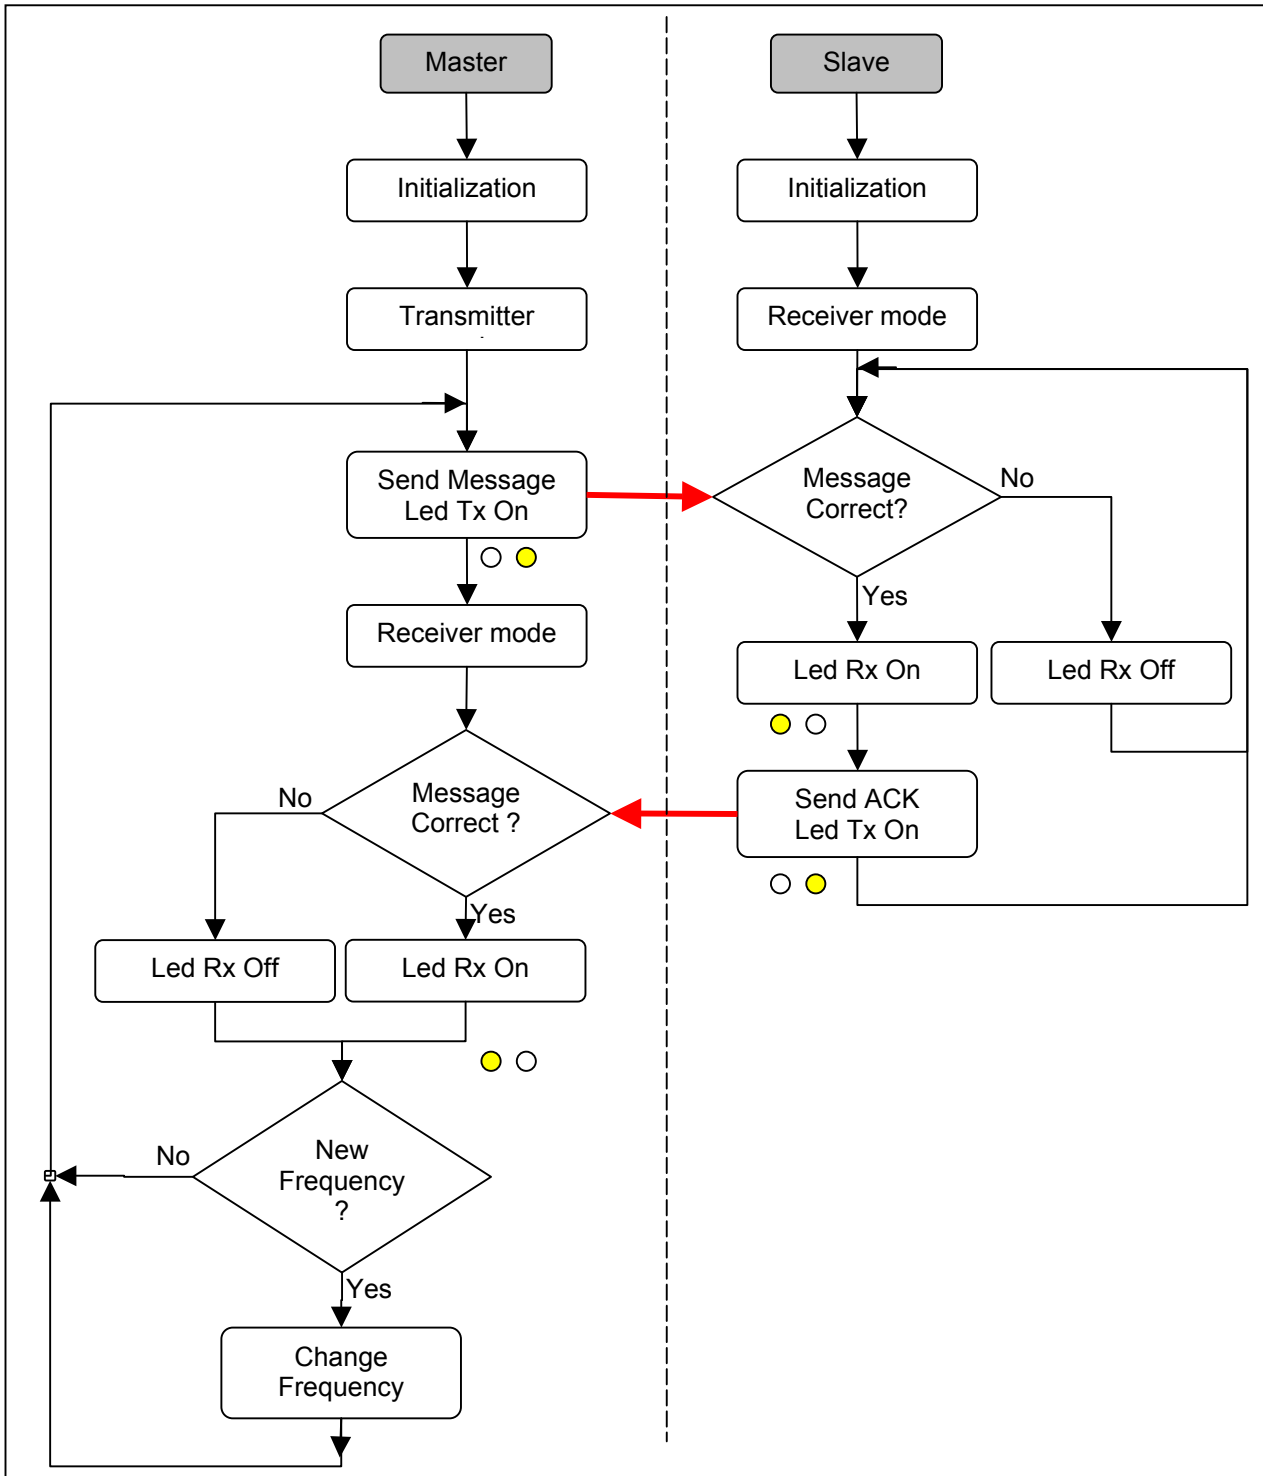 Master
Initialization
Transmitter
Send Message
Led Tx On
Receiver mode
Message
Correct ?
No
Yes
Led Rx Off
Led Rx On
New
Frequency
?
No
Yes
Change
Frequency
Slave
Initialization
Receiver mode
Message
Correct?
No
Yes
Led Rx On
Led Rx Off
Send ACK
Led Tx On